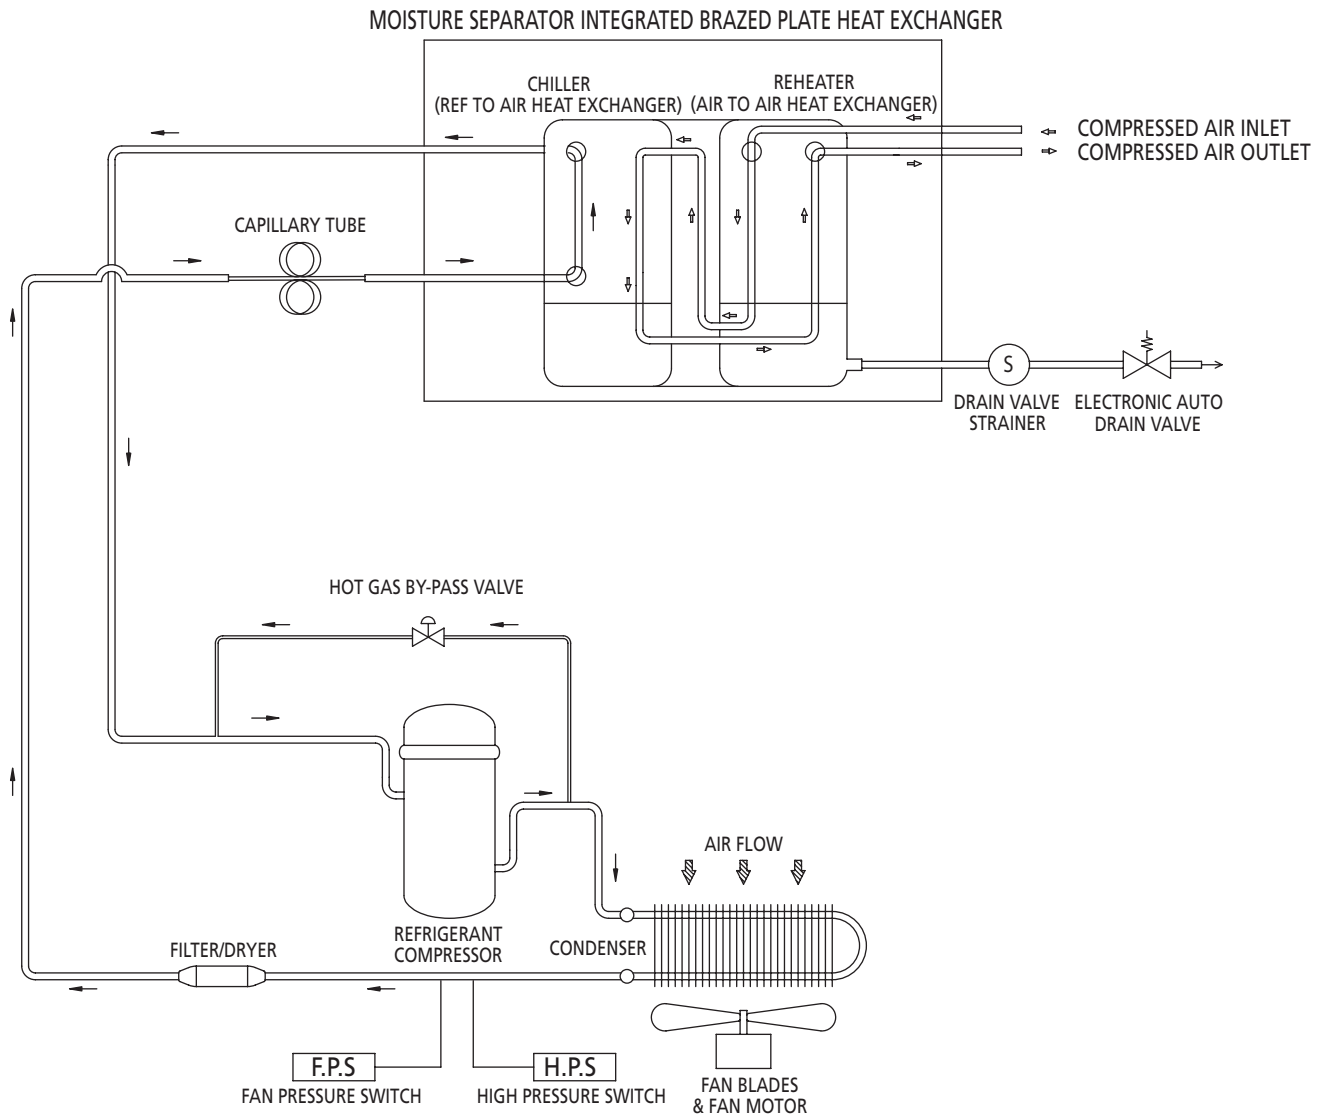 MOISTURE SEPARATOR INTEGRATED BRAZED PLATE HEAT EXCHANGER
CHILLER
(REF TO AIR HEAT EXCHANGER)
REHEATER
(AIR TO AIR HEAT EXCHANGER)
COMPRESSED AIR INLET
COMPRESSED AIR OUTLET
CAPILLARY TUBE
S
DRAIN VALVE
STRAINER
ELECTRONIC AUTO
DRAIN VALVE
HOT GAS BY-PASS VALVE
AIR FLOW
REFRIGERANT
COMPRESSOR
CONDENSER
FILTER/DRYER
F.P.S
FAN PRESSURE SWITCH
H.P.S
HIGH PRESSURE SWITCH
FAN BLADES
& FAN MOTOR